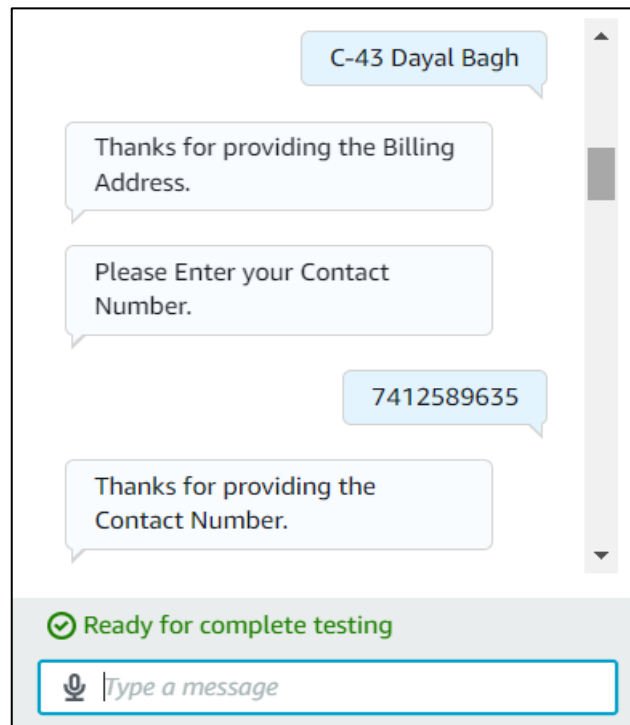 C-43 Dayal Bagh
Thanks for providing the Billing
Address.
Please Enter your Contact
Number.
7412589635
Thanks for providing the
Contact Number.
Ready for complete testing
Type a message